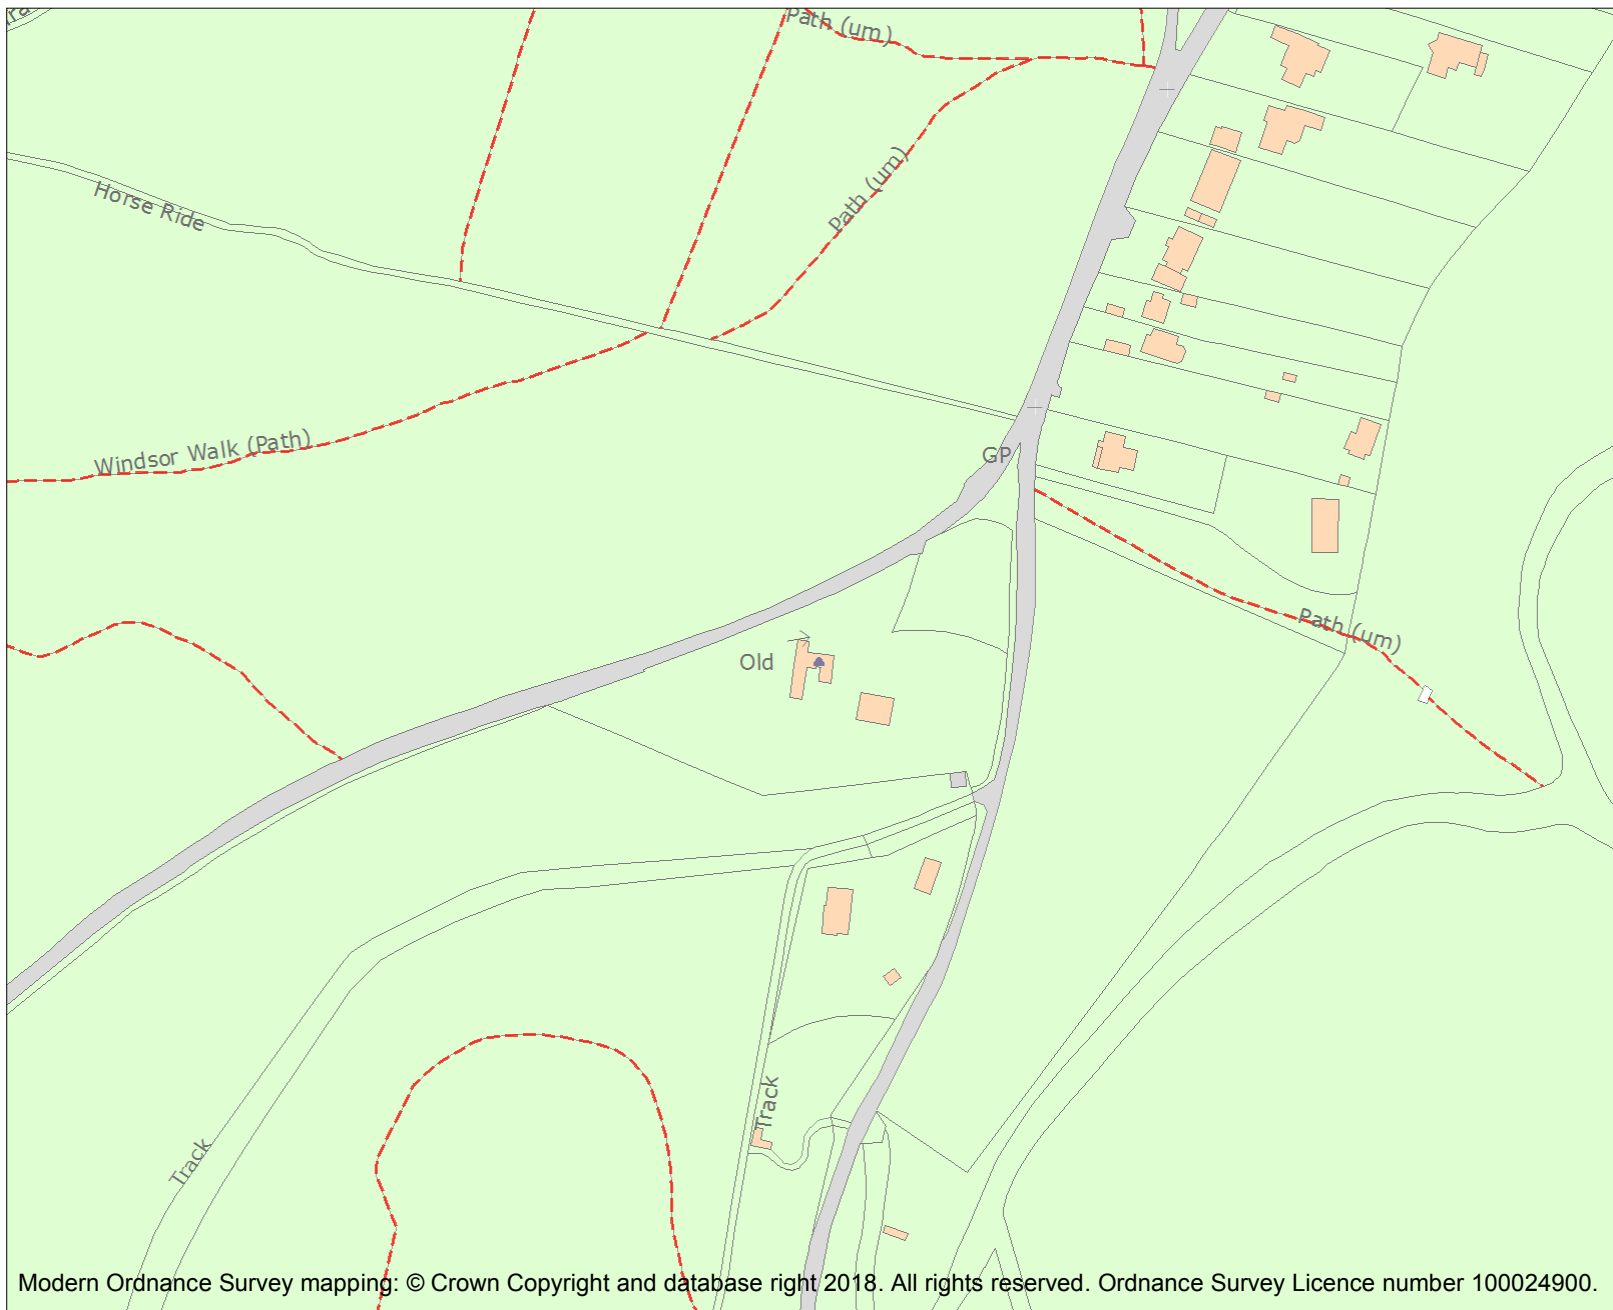 Path (um)
Horse Ride
Path (um)
Windsor Walk (Path)
GP
Path (um)
Old
Track
Track
Modern Ordnance Survey mapping: © Crown Copyright and database right 2018. All rights reserved. Ordnance Survey Licence number 100024900.